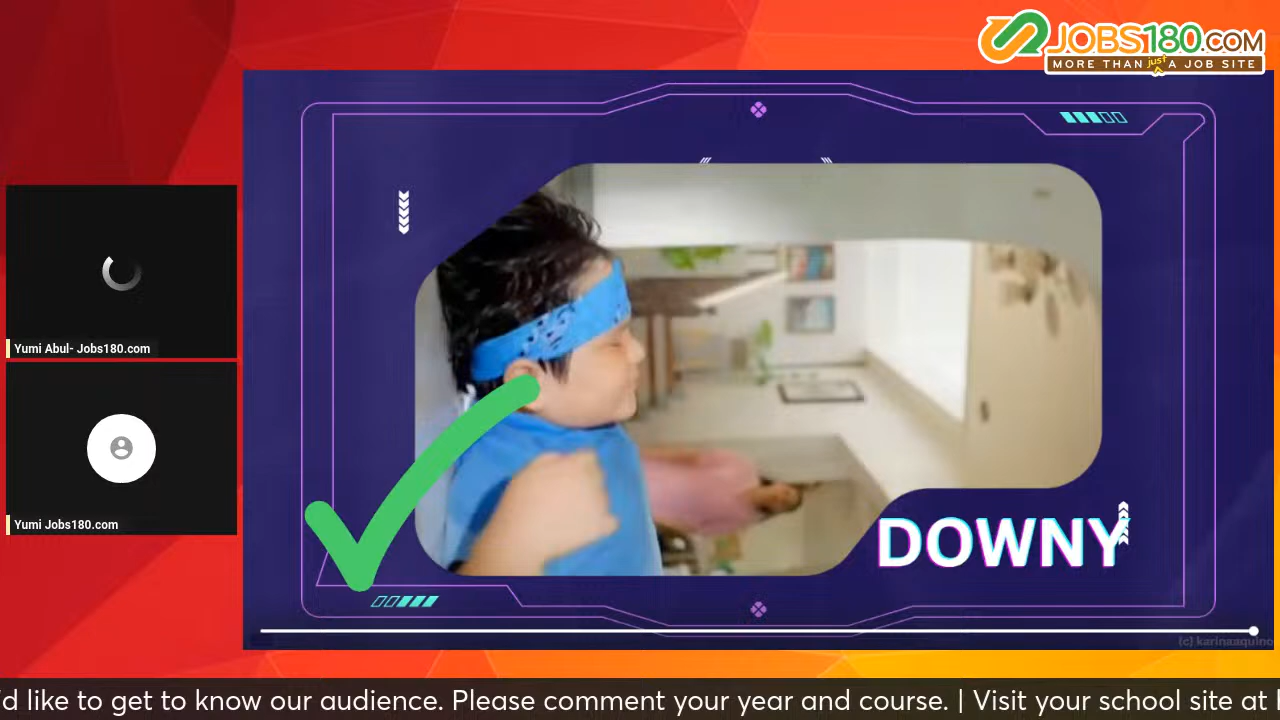 JOBS180.COM
MORE THAN just A JOB SITE
Yumi Abul- Jobs180.com
Yumi Jobs180.com
DOWNY
(c) karinaaquino
'd like to get to know our audience. Please comment your year and course. | Visit your school site at